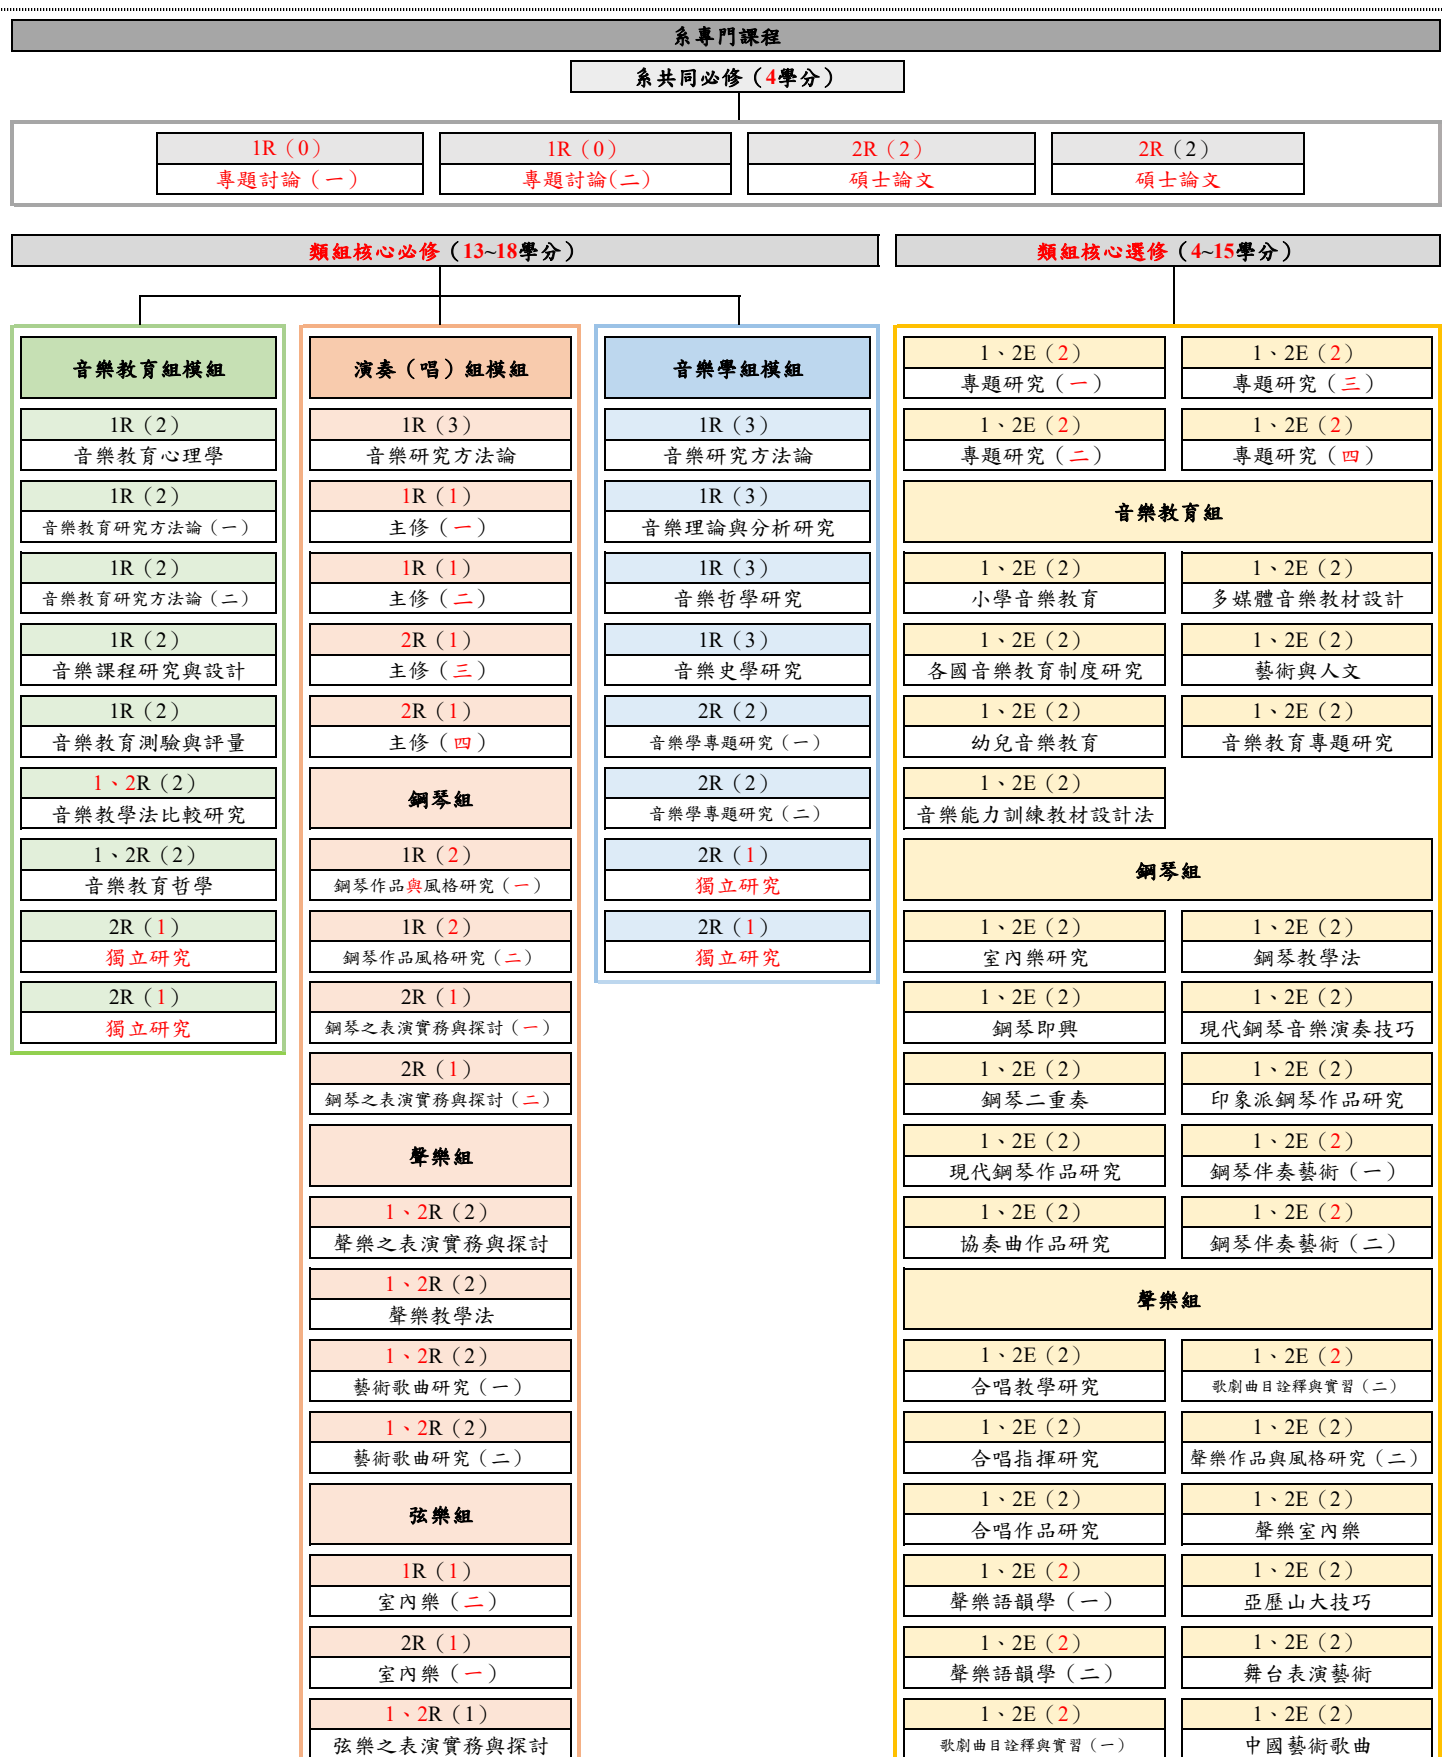 系專門課程
系共同必修（4學分）
1R（0）
專題討論（一）
1R（0）
專題討論(二)
2R（2）
碩士論文
2R（2）
碩士論文
類組核心必修（13~18學分）
音樂教育組模組
1R（2）
音樂教育心理學
1R（2）
音樂教育研究方法論（一）
1R（2）
音樂教育研究方法論（二）
1R（2）
音樂課程研究與設計
1R（2）
音樂教育測驗與評量
1、2R（2）
音樂教學法比較研究
1、2R（2）
音樂教育哲學
2R（1）
獨立研究
2R（1）
獨立研究
演奏（唱）組模組
1R（3）
音樂研究方法論
1R（1）
主修（一）
1R（1）
主修（二）
2R（1）
主修（三）
2R（1）
主修（四）
鋼琴組
1R（2）
鋼琴作品與風格研究（一）
1R（2）
鋼琴作品風格研究（二）
2R（1）
鋼琴之表演實務與探討（一）
2R（1）
鋼琴之表演實務與探討（二）
聲樂組
1、2R（2）
聲樂之表演實務與探討
1、2R（2）
聲樂教學法
1、2R（2）
藝術歌曲研究（一）
1、2R（2）
藝術歌曲研究（二）
弦樂組
1R（1）
室內樂（二）
2R（1）
室內樂（一）
1、2R（1）
弦樂之表演實務與探討
音樂學組模組
1R（3）
音樂研究方法論
1R（3）
音樂理論與分析研究
1R（3）
音樂哲學研究
1R（3）
音樂史學研究
2R（2）
音樂學專題研究（一）
2R（2）
音樂學專題研究（二）
2R（1）
獨立研究
2R（1）
獨立研究
類組核心選修（4~15學分）
1、2E（2）
專題研究（一）
1、2E（2）
專題研究（三）
1、2E（2）
專題研究（二）
1、2E（2）
專題研究（四）
音樂教育組
1、2E（2）
小學音樂教育
1、2E（2）
多媒體音樂教材設計
1、2E（2）
各國音樂教育制度研究
1、2E（2）
藝術與人文
1、2E（2）
幼兒音樂教育
1、2E（2）
音樂教育專題研究
1、2E（2）
音樂能力訓練教材設計法
鋼琴組
1、2E（2）
室內樂研究
1、2E（2）
鋼琴教學法
1、2E（2）
鋼琴即興
1、2E（2）
現代鋼琴音樂演奏技巧
1、2E（2）
鋼琴二重奏
1、2E（2）
印象派鋼琴作品研究
1、2E（2）
現代鋼琴作品研究
1、2E（2）
鋼琴伴奏藝術（一）
1、2E（2）
協奏曲作品研究
1、2E（2）
鋼琴伴奏藝術（二）
聲樂組
1、2E（2）
合唱教學研究
1、2E（2）
歌劇曲目詮釋與實習（二）
1、2E（2）
合唱指揮研究
1、2E（2）
聲樂作品與風格研究（二）
1、2E（2）
合唱作品研究
1、2E（2）
聲樂室內樂
1、2E（2）
聲樂語韻學（一）
1、2E（2）
亞歷山大技巧
1、2E（2）
聲樂語韻學（二）
1、2E（2）
舞台表演藝術
1、2E（2）
歌劇曲目詮釋與實習（一）
1、2E（2）
中國藝術歌曲